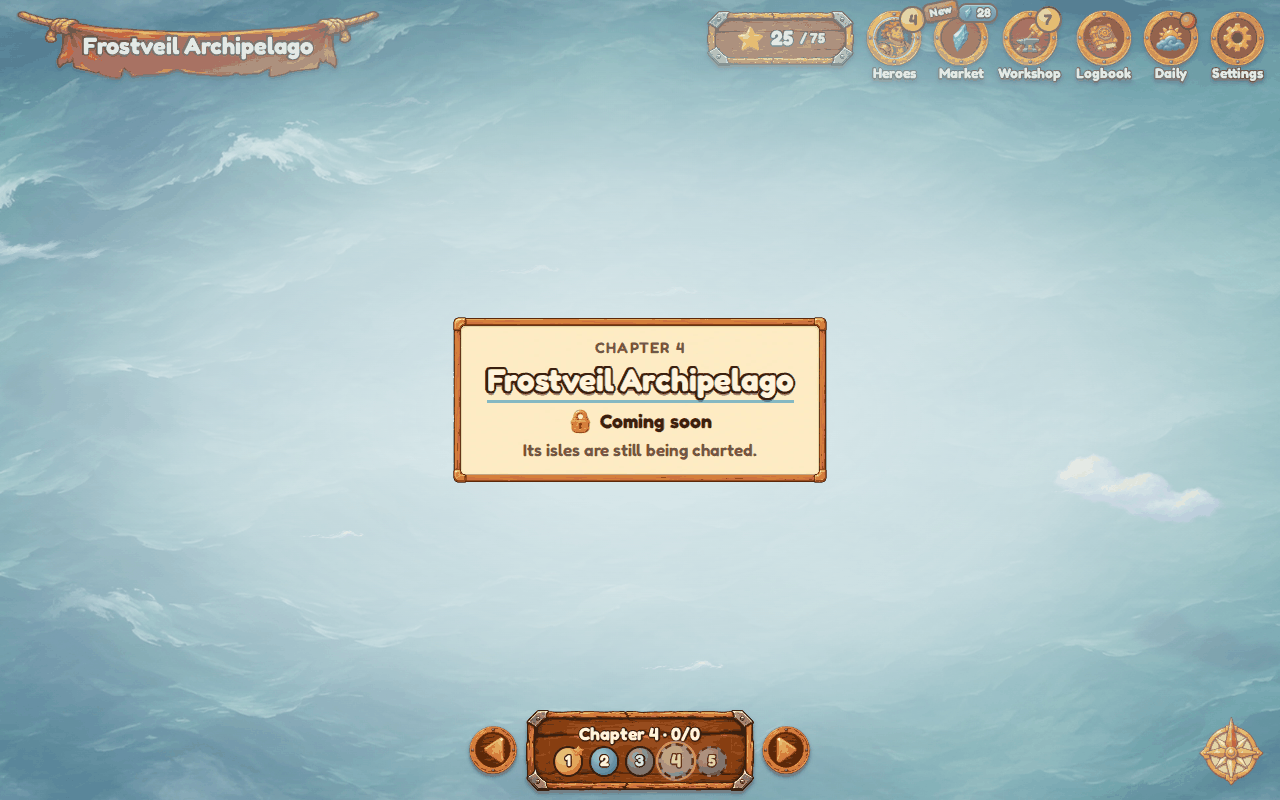 Frostveil Archipelago
25 / 75
4
New
28
7
Heroes
Market
Workshop
Logbook
Daily
Settings
CHAPTER 4
Frostveil Archipelago
Coming soon
Its isles are still being charted.
Chapter 4 · 0/0
1 2 3 4 5